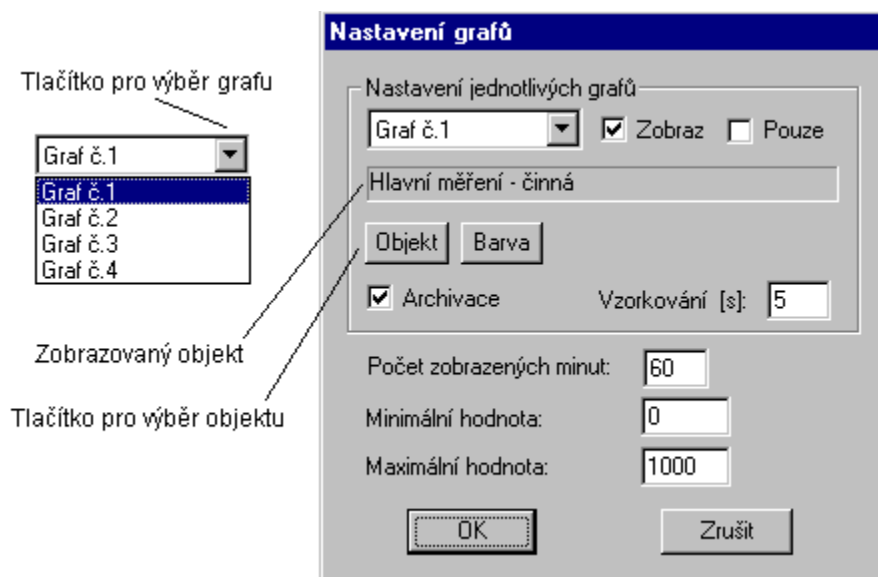 Nastavení grafů
Tlačítko pro výběr grafu
Graf č.1
Graf č.1
Graf č.2
Graf č.3
Graf č.4
Zobrazovaný objekt
Tlačítko pro výběr objektu
Nastavení jednotlivých grafů
Graf č.1 Zobraz Pouze
Hlavní měření - činná
Objekt Barva
Archivace Vzorkování [s]: 5
Počet zobrazených minut: 60
Minimální hodnota: 0
Maximální hodnota: 1000
OK Zrušit